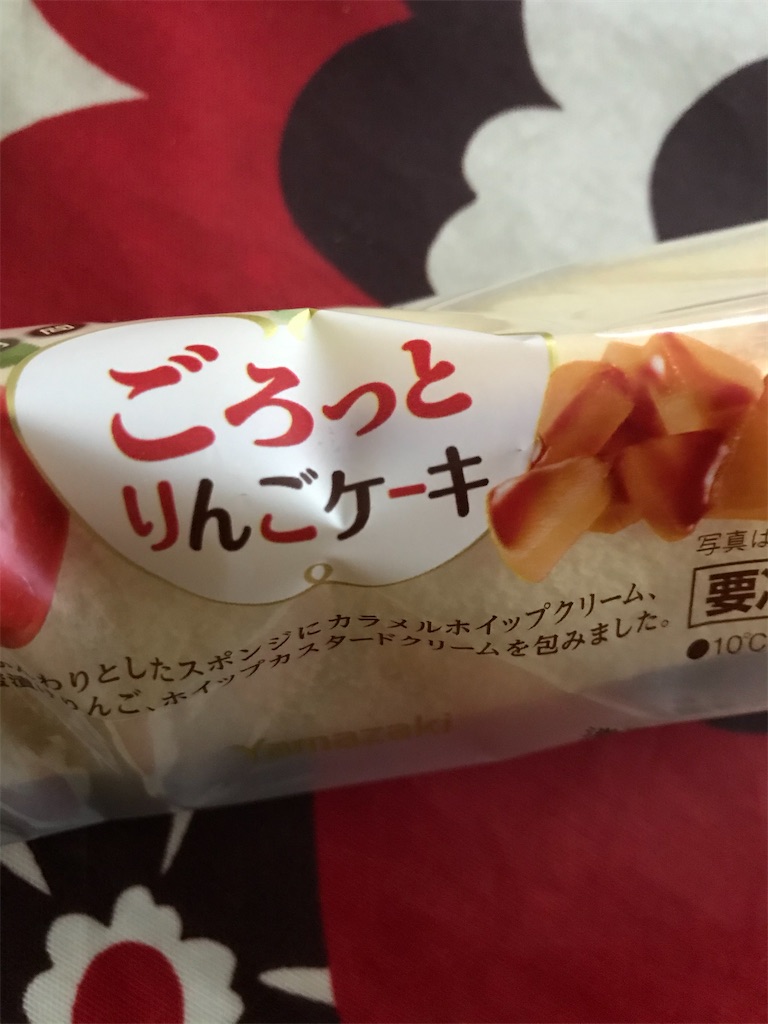 ごろっと
りんごケーキ
写真は
要冷
●10℃
わりとしたスポンジにカラメルホイップクリーム、
りんご、ホイップカスタードクリームを包みました。
Yamazaki